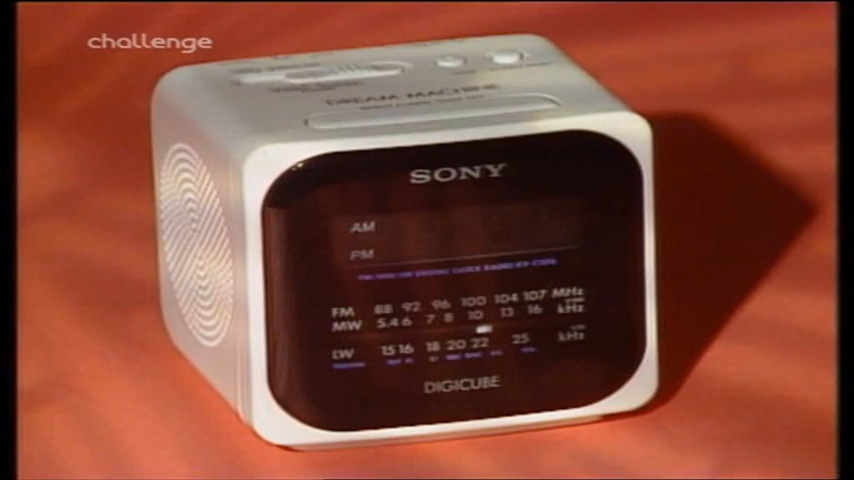 challenge
DREAM MACHINE
SONY
AM
PM
FM 88 92 96 100 104 107 MHz
MW 5.4 6 7 8 10 13 16 kHz
LW 15 16 18 20 22 25 kHz
DIGICUBE